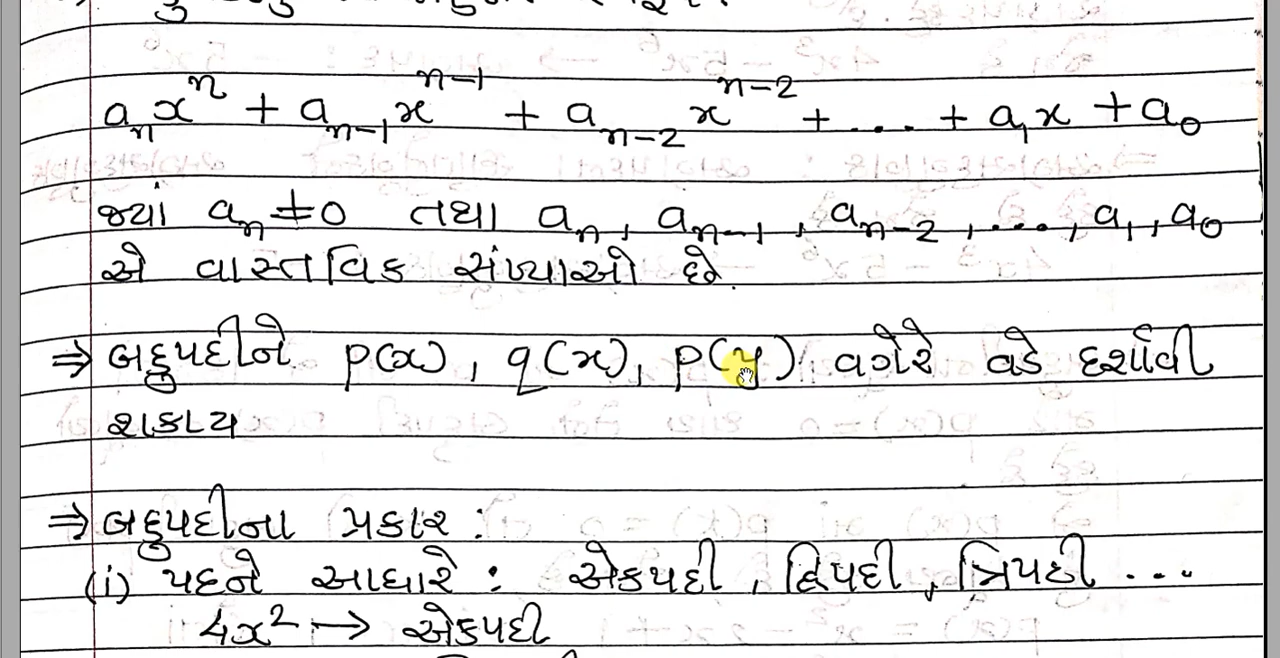 aₙxⁿ + aₙ₋₁xⁿ⁻¹ + aₙ₋₂xⁿ⁻² + .... + a₁x + a₀
જ્યાં aₙ ≠ 0 તથા aₙ, aₙ₋₁, aₙ₋₂, ..., a₁, a₀
એ વાસ્તવિક સંખ્યાઓ છે.
⇒ બહુપદીને p(x), q(x), p(y) વગેરે વડે દર્શાવી
શકાય
⇒ બહુપદીના પ્રકાર :
(i) પદને આધારે : એકપદી, દ્વિપદી, ત્રિપદી ...
4x² → એકપદી